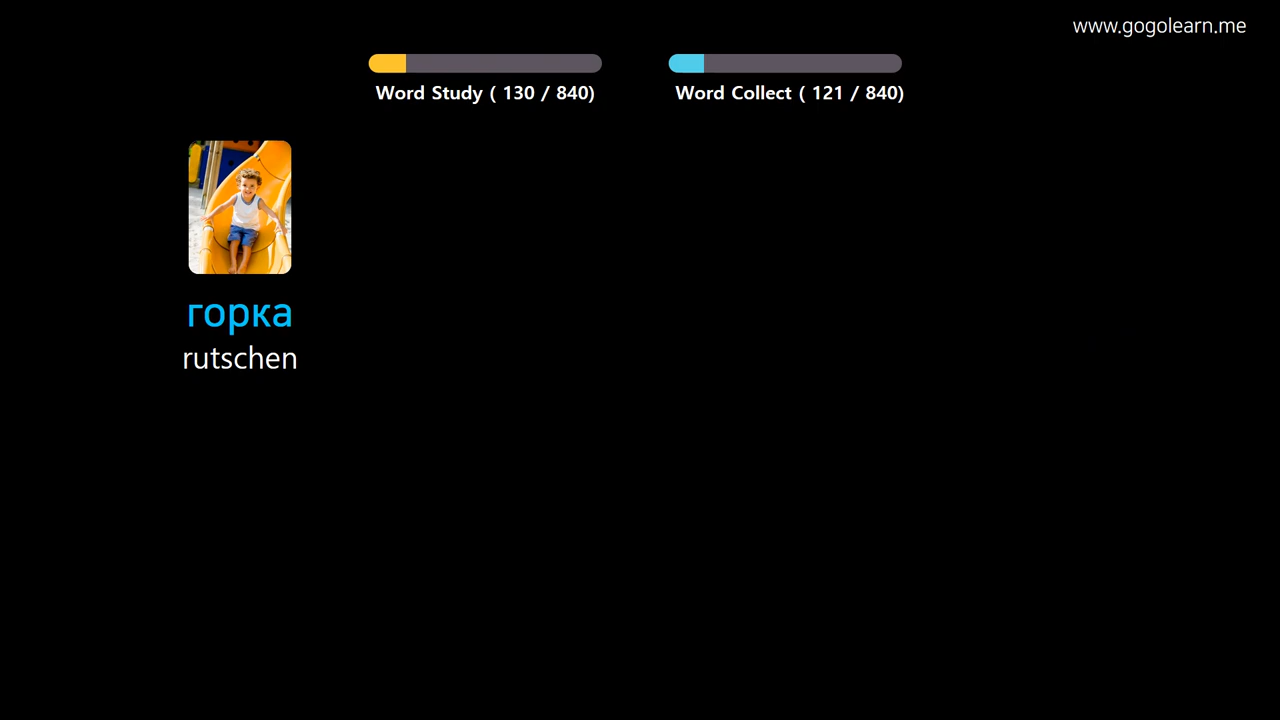 www.gogolearn.me
Word Study ( 130 / 840)
Word Collect ( 121 / 840)
горка
rutschen